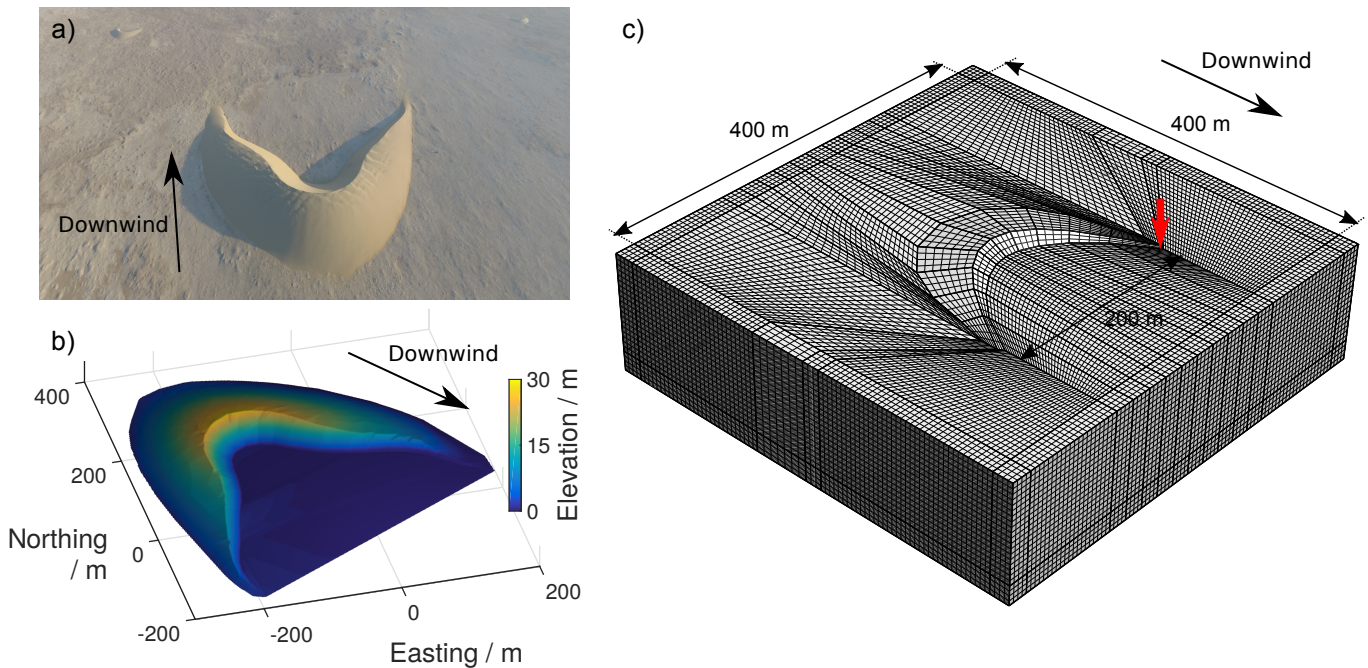 a)
Downwind
b)
Downwind
400
200
0
-200
Northing
/ m
-200
0
200
Easting / m
30
15
0
Elevation / m
c)
Downwind
400 m
400 m
200 m